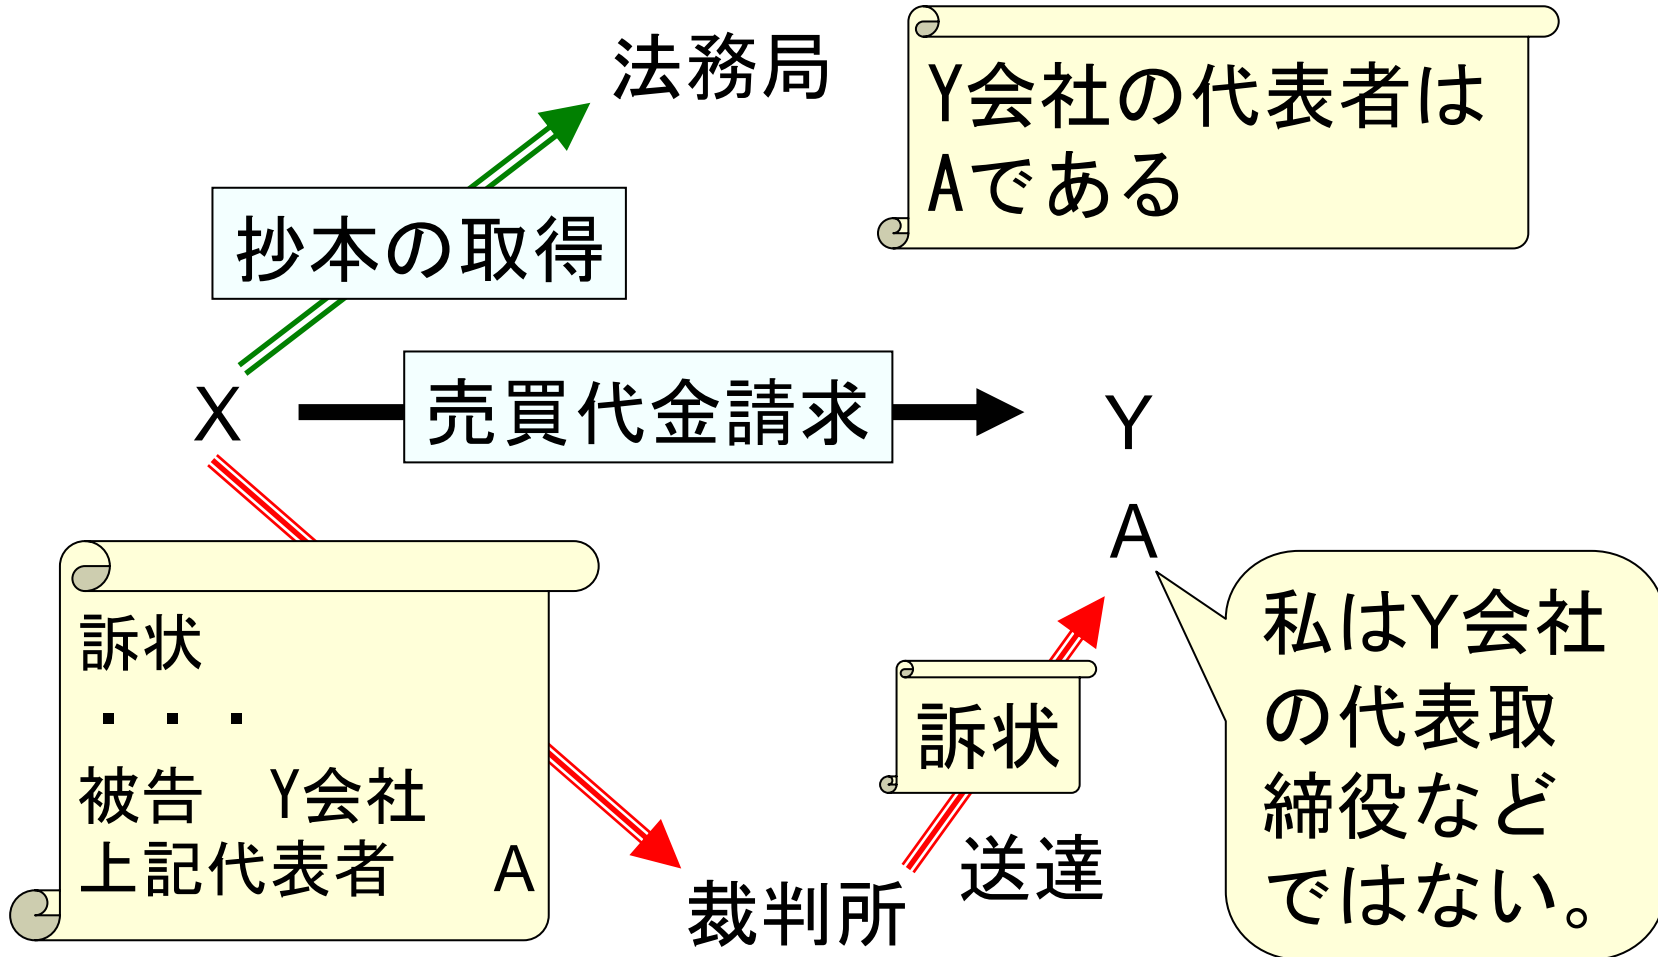 法務局
Y会社の代表者は
Aである
抄本の取得
X
売買代金請求
Y
A
訴状
・・・
被告　Y会社
上記代表者　A
訴状
送達
裁判所
私はY会社
の代表取
締役など
ではない。